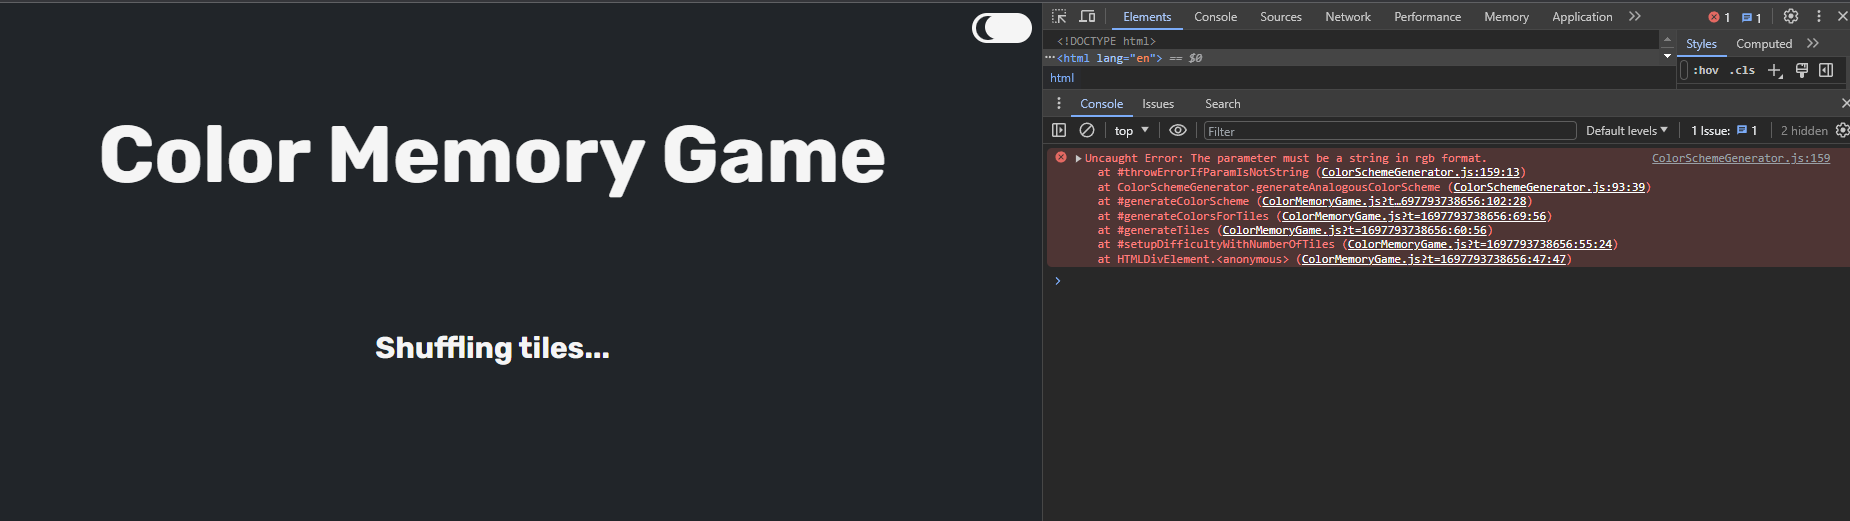 Color Memory Game
Shuffling tiles...
Elements Console Sources Network Performance Memory Application 1 1
<!DOCTYPE html>
<html lang="en"> == $0
html
Styles Computed
:hov .cls
Console Issues Search
top Filter Default levels 1 Issue: 1 2 hidden
Uncaught Error: The parameter must be a string in rgb format. ColorSchemeGenerator.js:159
at #throwErrorIfParamIsNotString (ColorSchemeGenerator.js:159:13)
at ColorSchemeGenerator.generateAnalogousColorScheme (ColorSchemeGenerator.js:93:39)
at #generateColorScheme (ColorMemoryGame.js?t…697793738656:102:28)
at #generateColorsForTiles (ColorMemoryGame.js?t=1697793738656:69:56)
at #generateTiles (ColorMemoryGame.js?t=1697793738656:60:56)
at #setupDifficultyWithNumberOfTiles (ColorMemoryGame.js?t=1697793738656:55:24)
at HTMLDivElement.<anonymous> (ColorMemoryGame.js?t=1697793738656:47:47)